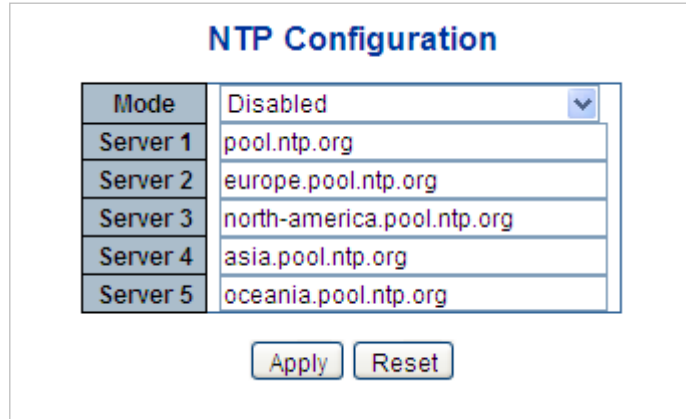 NTP Configuration
Mode Disabled
Server 1 pool.ntp.org
Server 2 europe.pool.ntp.org
Server 3 north-america.pool.ntp.org
Server 4 asia.pool.ntp.org
Server 5 oceania.pool.ntp.org
Apply Reset